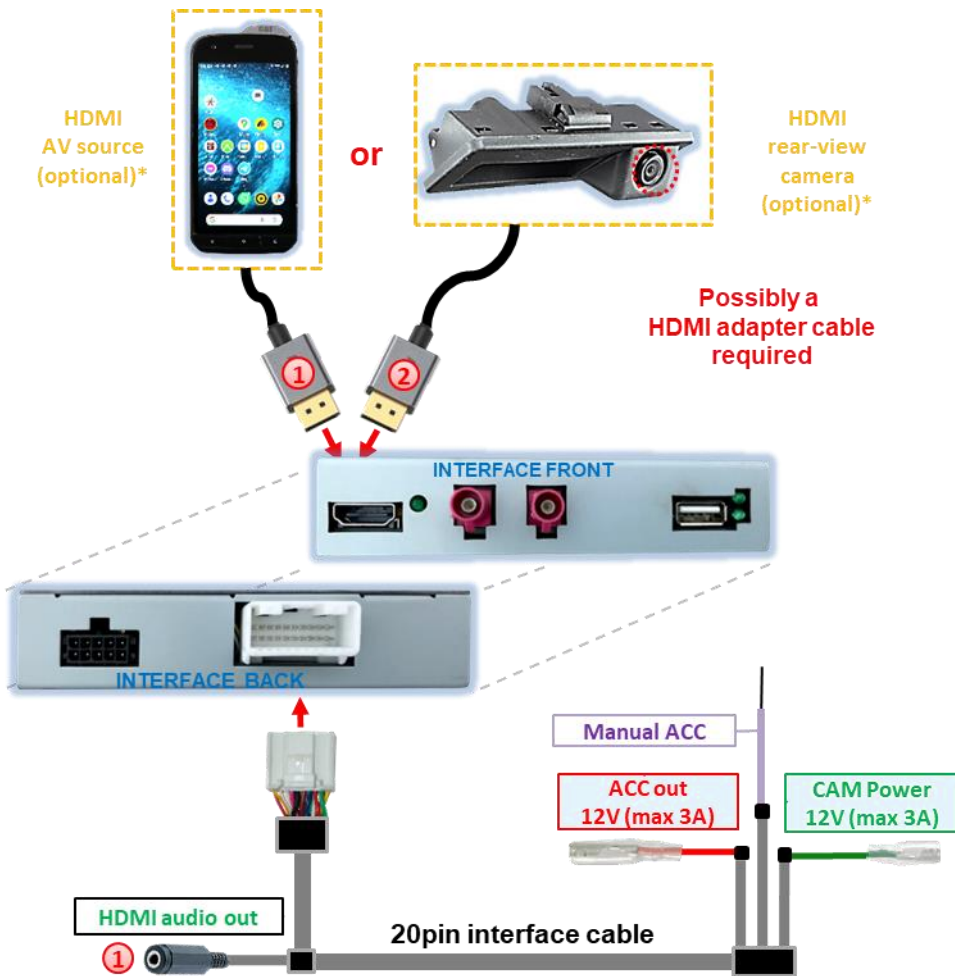 HDMI
AV source
(optional)*
or
HDMI
rear-view
camera
(optional)*
Possibly a
HDMI adapter cable
required
1
2
INTERFACE FRONT
INTERFACE BACK
Manual ACC
ACC out
12V (max 3A)
CAM Power
12V (max 3A)
HDMI audio out
1
20pin interface cable